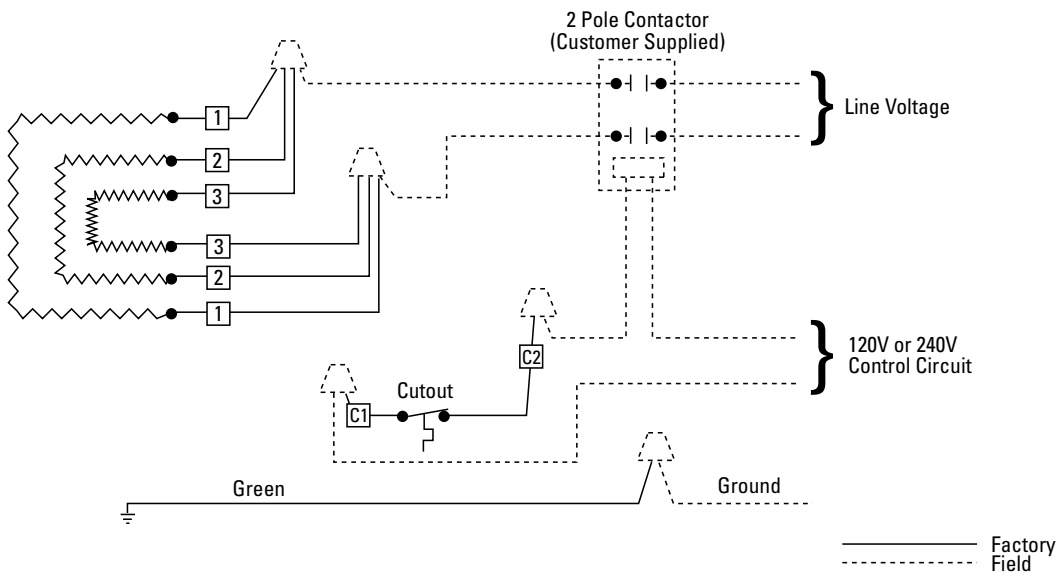 2 Pole Contactor
(Customer Supplied)
Line Voltage
1
2
3
3
2
1
C2
120V or 240V
Control Circuit
Cutout
C1
Green
Ground
Factory
Field